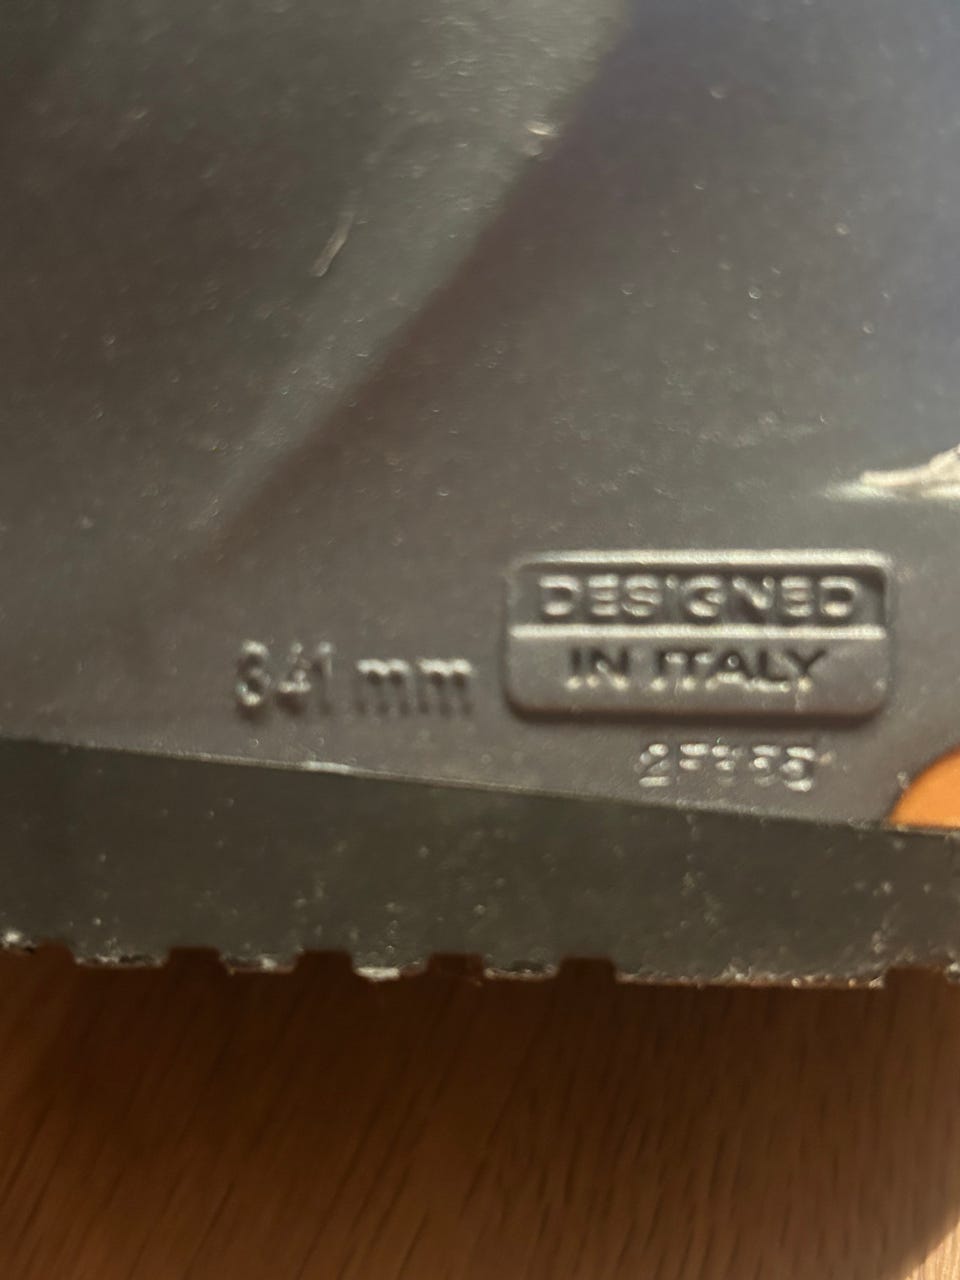 DESIGNED
IN ITALY
341 mm